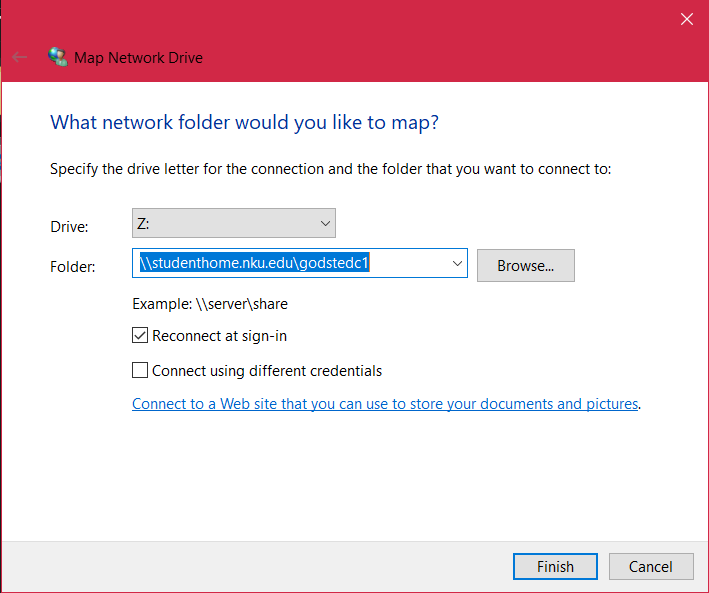 Map Network Drive
What network folder would you like to map?
Specify the drive letter for the connection and the folder that you want to connect to:
Drive: Z:
Folder: \\studenthome.nku.edu\godstedc1 Browse...
Example: \\server\share
Reconnect at sign-in
Connect using different credentials
Connect to a Web site that you can use to store your documents and pictures.
Finish Cancel